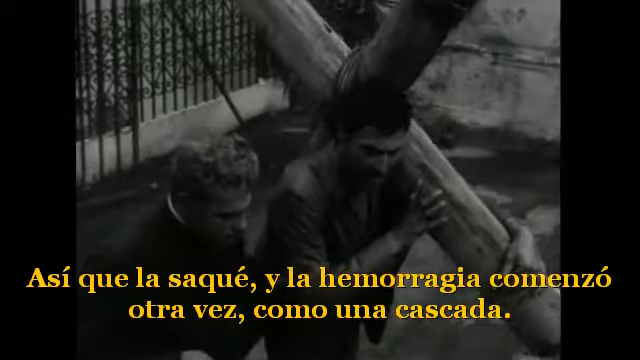 Así que la saqué, y la hemorragia comenzó
otra vez, como una cascada.